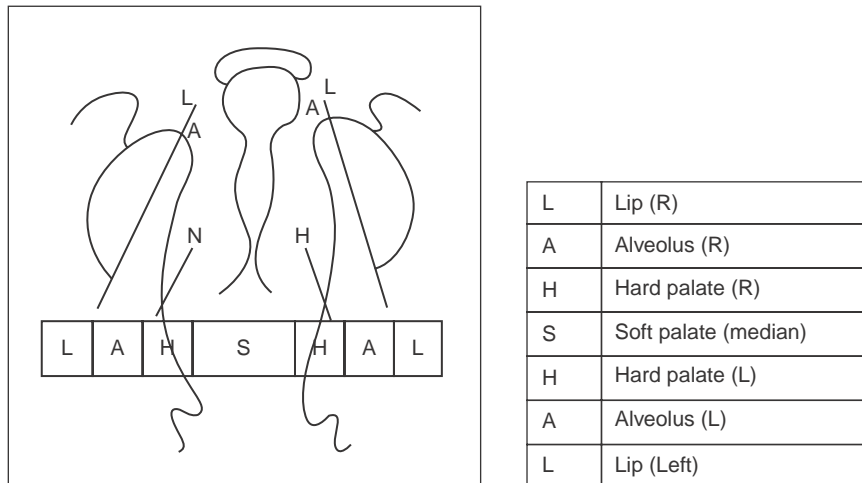 L
L
A
A
N
H
L A H S H A L
L Lip (R)
A Alveolus (R)
H Hard palate (R)
S Soft palate (median)
H Hard palate (L)
A Alveolus (L)
L Lip (Left)